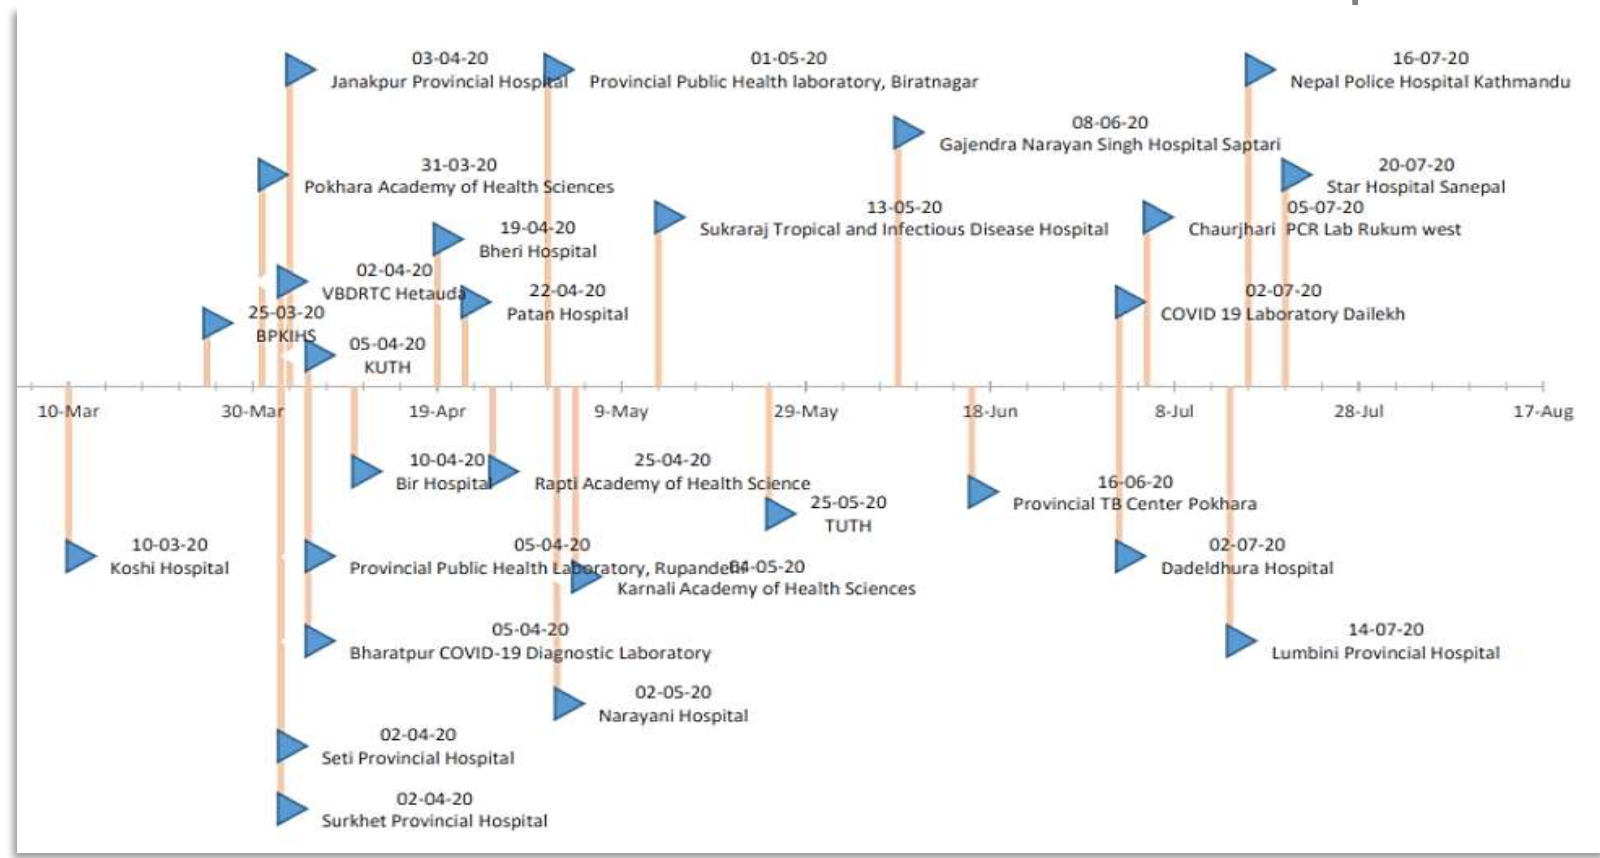 03-04-20
Janakpur Provincial Hospital
01-05-20
Provincial Public Health laboratory, Biratnagar
16-07-20
Nepal Police Hospital Kathmandu
08-06-20
Gajendra Narayan Singh Hospital Saptari
31-03-20
Pokhara Academy of Health Sciences
20-07-20
Star Hospital Sanepal
13-05-20
Sukraraj Tropical and Infectious Disease Hospital
05-07-20
Chaurjhari PCR Lab Rukum west
19-04-20
Bheri Hospital
02-04-20
VBDRTC Hetauda
22-04-20
Patan Hospital
02-07-20
COVID 19 Laboratory Dailekh
25-03-20
BPKIHS
05-04-20
KUTH
10-Mar 30-Mar 19-Apr 9-May 29-May 18-Jun 8-Jul 28-Jul 17-Aug
10-04-20
Bir Hospital
25-04-20
Rapti Academy of Health Science
16-06-20
Provincial TB Center Pokhara
25-05-20
TUTH
10-03-20
Koshi Hospital
05-04-20
Provincial Public Health Laboratory, Rupandehi
04-05-20
Karnali Academy of Health Sciences
02-07-20
Dadeldhura Hospital
05-04-20
Bharatpur COVID-19 Diagnostic Laboratory
14-07-20
Lumbini Provincial Hospital
02-05-20
Narayani Hospital
02-04-20
Seti Provincial Hospital
02-04-20
Surkhet Provincial Hospital